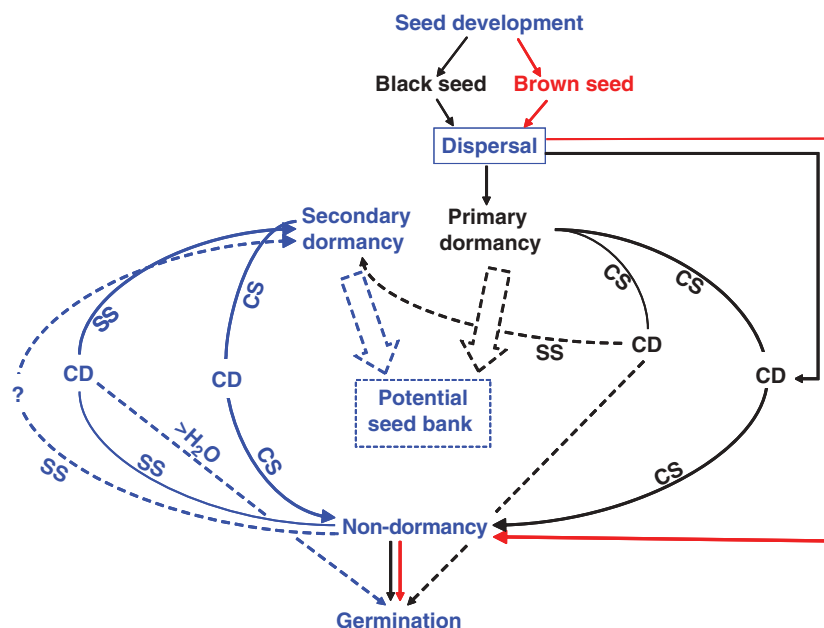 Seed development
Black seed
Brown seed
Dispersal
Secondary
dormancy
Primary
dormancy
CS
CS
CS
SS
SS
CD
CD
CD
CD
?
Potential
seed bank
>H₂O
SS
SS
CS
CS
Non-dormancy
Germination